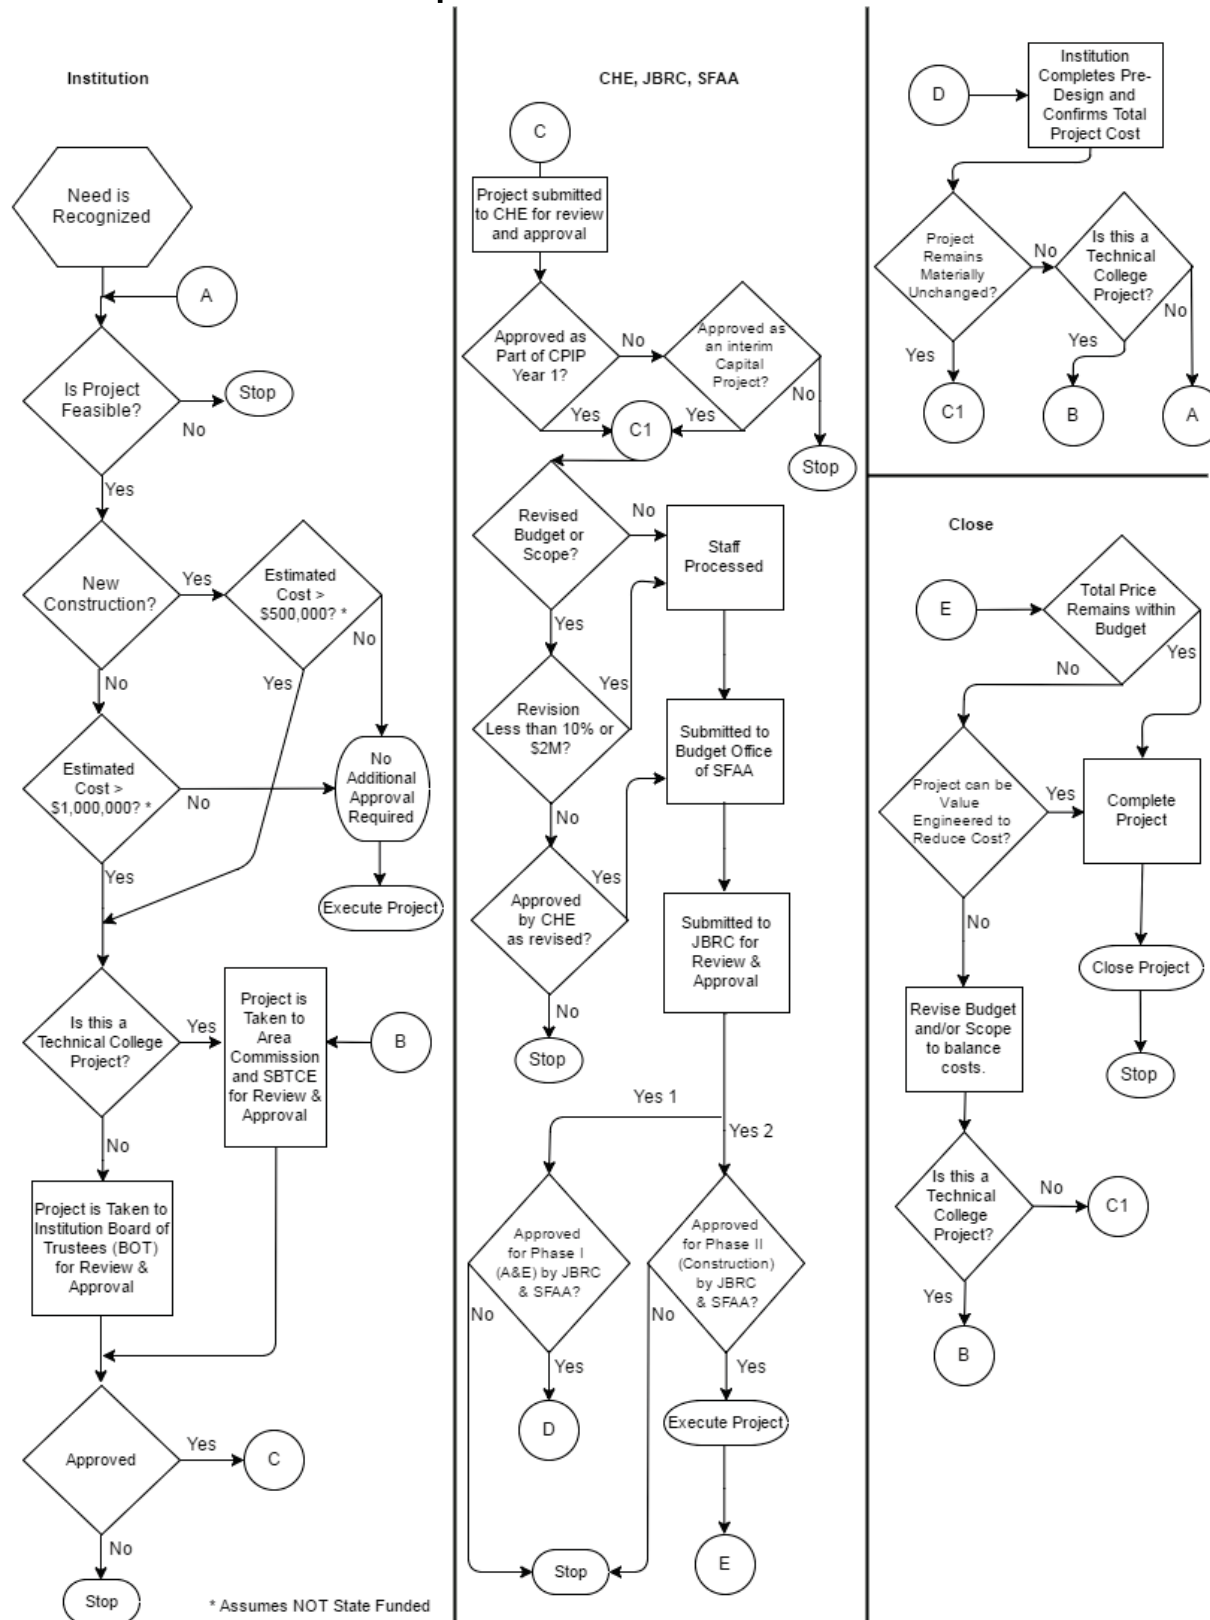 Institution
Need is
Recognized
A
Is Project
Feasible?
Stop
No
Yes
New
Construction?
Yes
Estimated
Cost >
$500,000? *
No
Yes
No
Estimated
Cost >
$1,000,000? *
No
No
Additional
Approval
Required
Yes
Execute Project
Is this a
Technical College
Project?
Yes
Project is
Taken to
Area
Commission
and SBTCE
for Review &
Approval
B
No
Project is Taken to
Institution Board of
Trustees (BOT)
for Review &
Approval
Approved
Yes
C
No
Stop
* Assumes NOT State Funded
CHE, JBRC, SFAA
C
Project submitted
to CHE for review
and approval
Approved as
Part of CPIP
Year 1?
No
Approved as
an interim
Capital
Project?
No
Yes
C1
Yes
Stop
Revised
Budget or
Scope?
No
Staff
Processed
Yes
Revision
Less than 10% or
$2M?
Yes
Submitted to
Budget Office
of SFAA
No
Approved
by CHE
as revised?
Yes
Submitted to
JBRC for
Review &
Approval
No
Stop
Yes 1
Yes 2
Approved
for Phase I
(A&E) by JBRC
& SFAA?
Approved
for Phase II
(Construction)
by JBRC
& SFAA?
No
No
Yes
Yes
D
Execute Project
Stop
E
D
Institution
Completes Pre-
Design and
Confirms Total
Project Cost
Project
Remains
Materially
Unchanged?
No
Is this a
Technical
College
Project?
No
Yes
Yes
C1
B
A
Close
E
Total Price
Remains within
Budget
No
Yes
Project can be
Value
Engineered to
Reduce Cost?
Yes
Complete
Project
No
Close Project
Revise Budget
and/or Scope
to balance
costs.
Stop
Is this a
Technical
College
Project?
No
C1
Yes
B